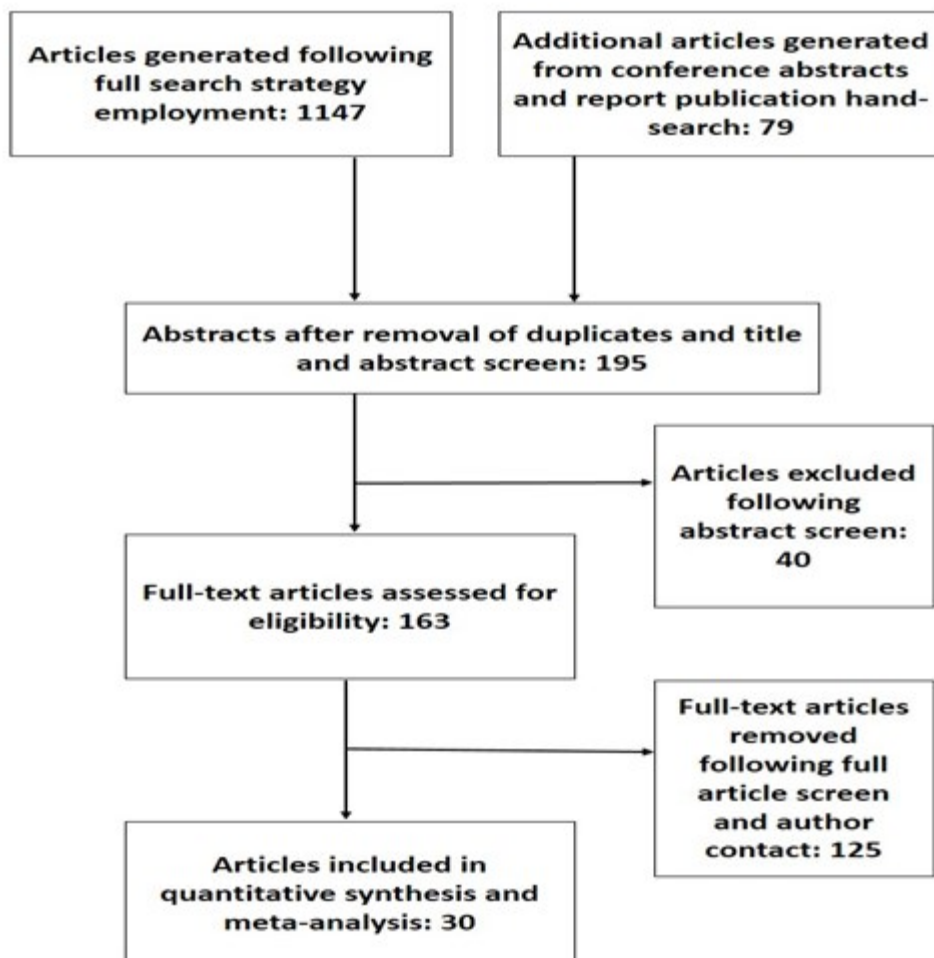 Articles generated following
full search strategy
employment: 1147
Additional articles generated
from conference abstracts
and report publication hand-
search: 79
Abstracts after removal of duplicates and title
and abstract screen: 195
Articles excluded
following
abstract screen:
40
Full-text articles assessed for
eligibility: 163
Full-text articles
removed
following full
article screen
and author
contact: 125
Articles included in
quantitative synthesis and
meta-analysis: 30